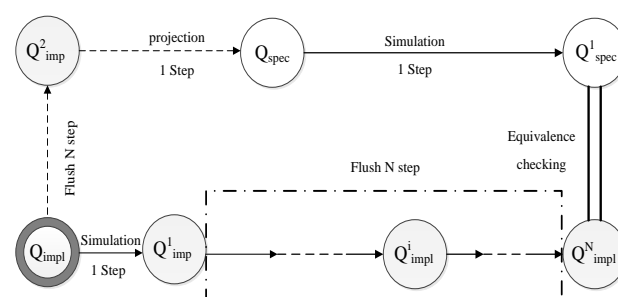 Q²imp
projection
1 Step
Qspec
Simulation
1 Step
Q¹spec
Flush N step
Equivalence
checking
Flush N step
Qimpl
Simulation
1 Step
Q¹imp
Qⁱimpl
Qᴺimpl